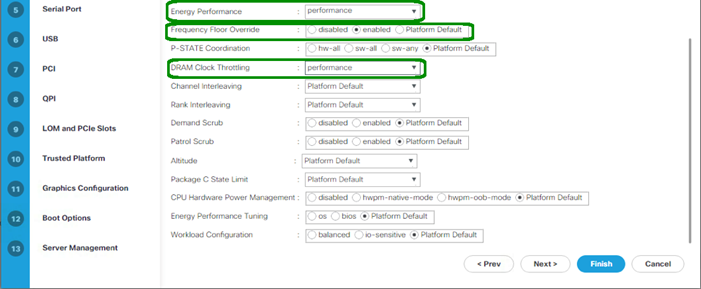 5 Serial Port
6 USB
7 PCI
8 QPI
9 LOM and PCIe Slots
10 Trusted Platform
11 Graphics Configuration
12 Boot Options
13 Server Management
Energy Performance : performance
Frequency Floor Override : disabled enabled Platform Default
P-STATE Coordination : hw-all sw-all sw-any Platform Default
DRAM Clock Throttling : performance
Channel Interleaving : Platform Default
Rank Interleaving : Platform Default
Demand Scrub : disabled enabled Platform Default
Patrol Scrub : disabled enabled Platform Default
Altitude : Platform Default
Package C State Limit : Platform Default
CPU Hardware Power Management : disabled hwpm-native-mode hwpm-oob-mode Platform Default
Energy Performance Tuning : os bios Platform Default
Workload Configuration : balanced io-sensitive Platform Default
< Prev Next > Finish Cancel